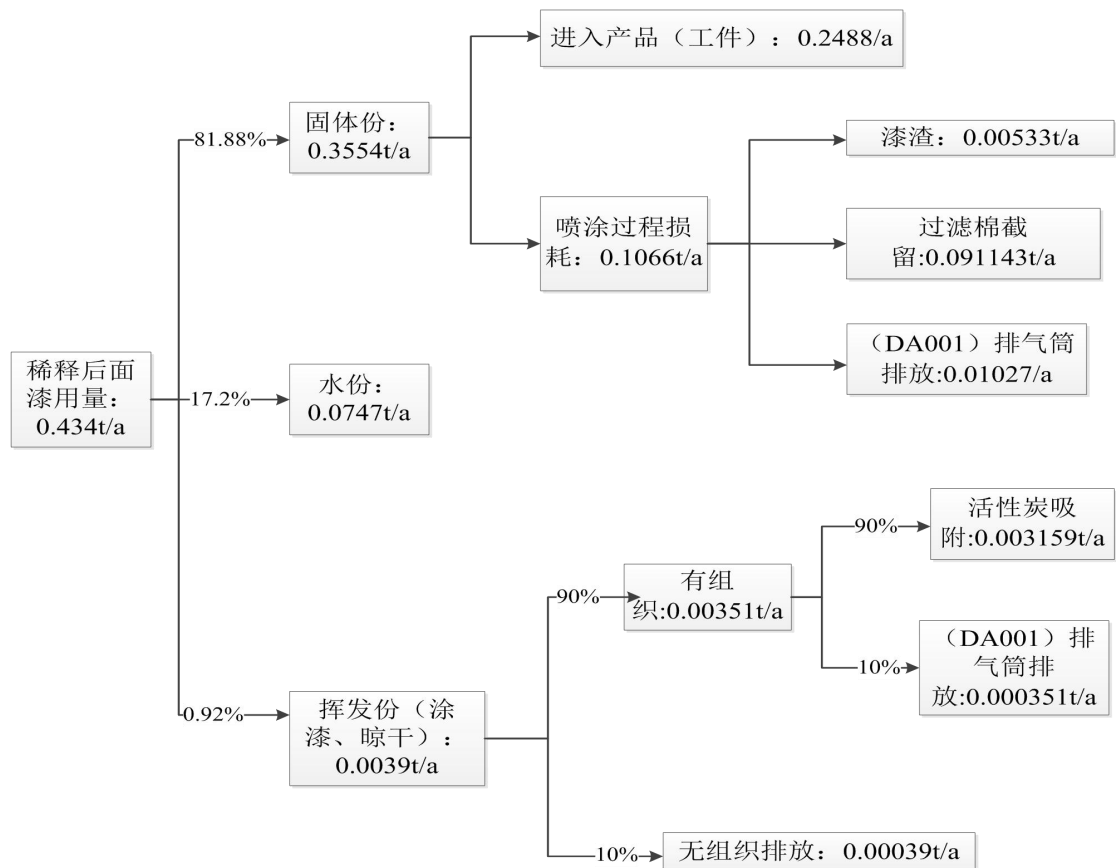 进入产品（工件）：0.2488/a
81.88%
固体份：
0.3554t/a
漆渣：0.00533t/a
喷涂过程损
耗：0.1066t/a
过滤棉截
留:0.091143t/a
（DA001）排气筒
排放:0.01027/a
稀释后面
漆用量：
0.434t/a
17.2%
水份：
0.0747t/a
90%
活性炭吸
附:0.003159t/a
90%
有组
织:0.00351t/a
10%
（DA001）排
气筒排
放:0.000351t/a
0.92%
挥发份（涂
漆、晾干）：
0.0039t/a
10%
无组织排放：0.00039t/a